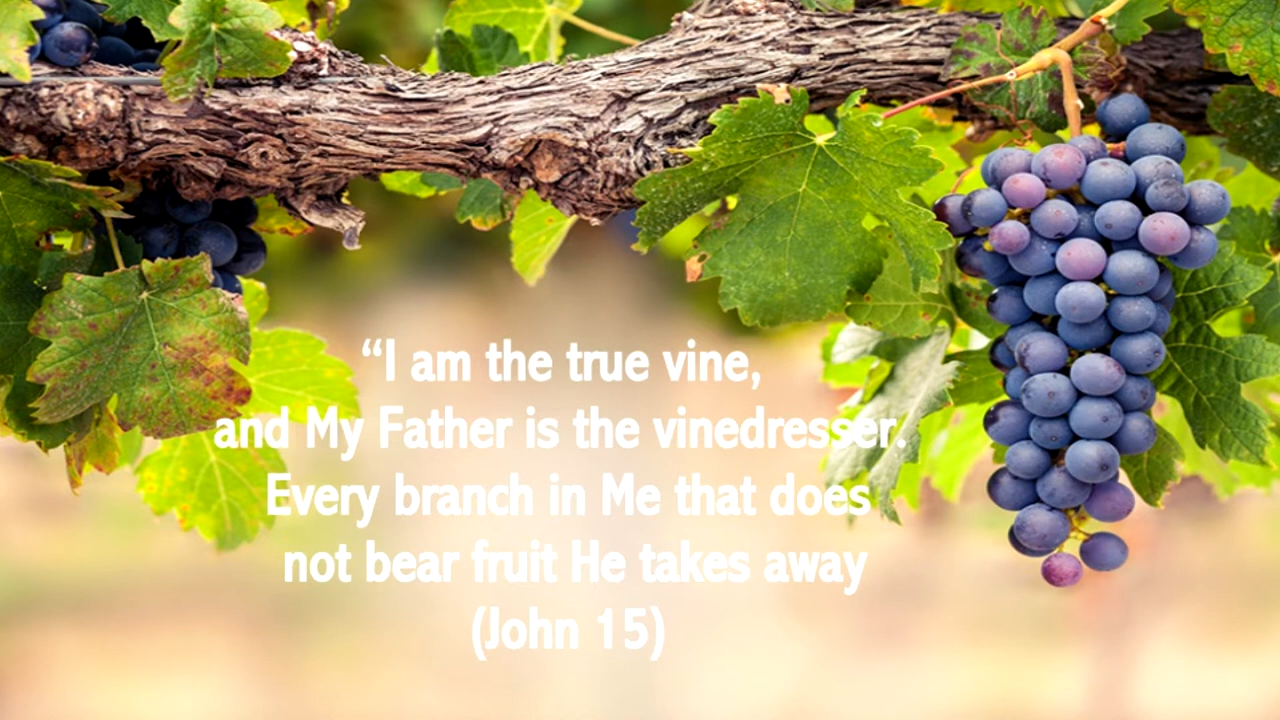 “I am the true vine,
and My Father is the vinedresser.
Every branch in Me that does
not bear fruit He takes away
(John 15)